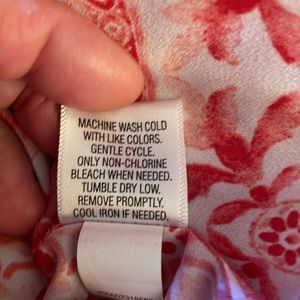 MACHINE WASH COLD
WITH LIKE COLORS.
GENTLE CYCLE.
ONLY NON-CHLORINE
BLEACH WHEN NEEDED.
TUMBLE DRY LOW.
REMOVE PROMPTLY.
COOL IRON IF NEEDED.